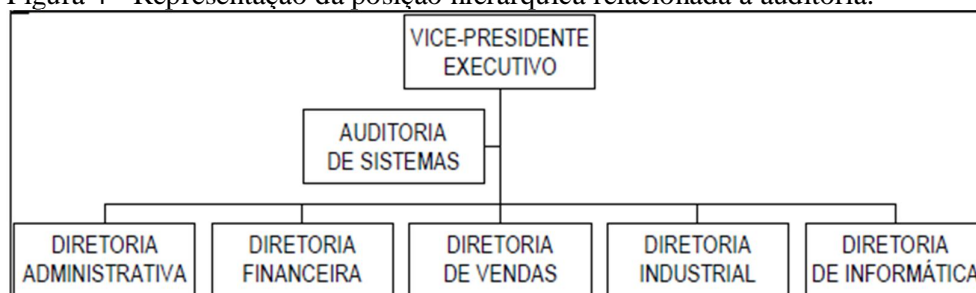 Figura 4 - Representação da posição hierárquica relacionada à auditoria.
VICE-PRESIDENTE
EXECUTIVO
AUDITORIA
DE SISTEMAS
DIRETORIA
ADMINISTRATIVA
DIRETORIA
FINANCEIRA
DIRETORIA
DE VENDAS
DIRETORIA
INDUSTRIAL
DIRETORIA
DE INFORMÁTICA